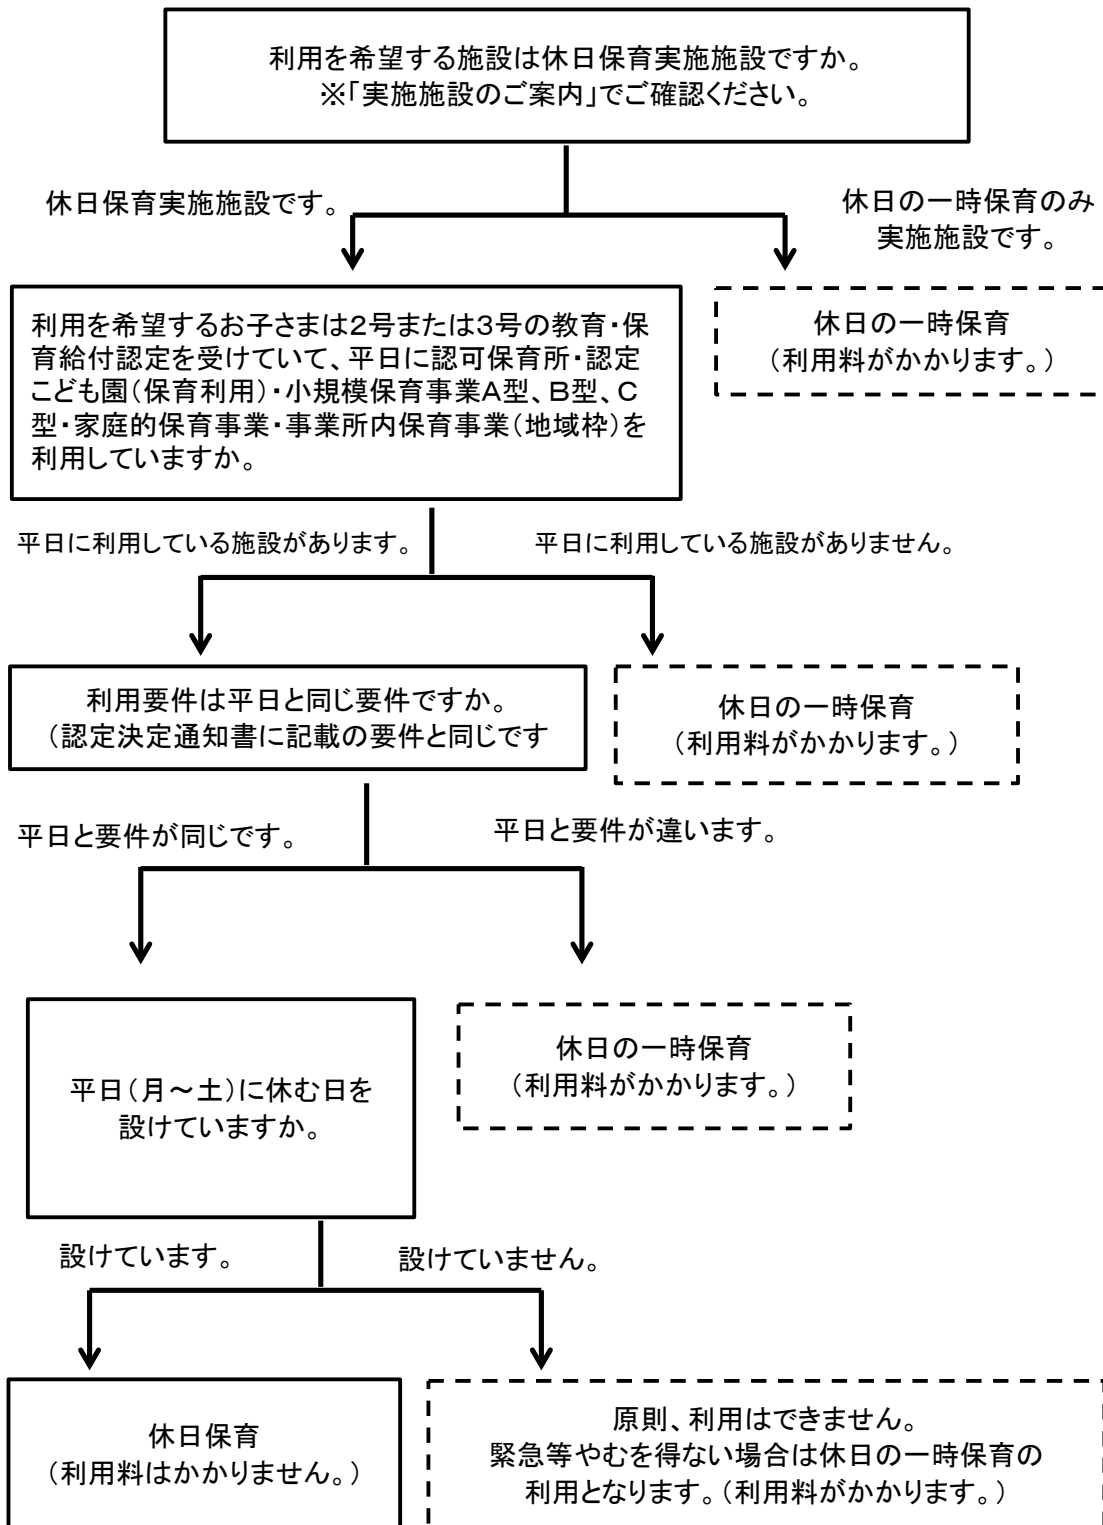 利用を希望する施設は休日保育実施施設ですか。
※「実施施設のご案内」でご確認ください。
休日保育実施施設です。
休日の一時保育のみ
実施施設です。
利用を希望するお子さまは2号または3号の教育・保
育給付認定を受けていて、平日に認可保育所・認定
こども園(保育利用)・小規模保育事業A型、B型、C
型・家庭的保育事業・事業所内保育事業(地域枠)を
利用していますか。
休日の一時保育
(利用料がかかります。)
平日に利用している施設があります。
平日に利用している施設がありません。
利用要件は平日と同じ要件ですか。
(認定決定通知書に記載の要件と同じです
休日の一時保育
(利用料がかかります。)
平日と要件が同じです。
平日と要件が違います。
平日(月～土)に休む日を
設けていますか。
休日の一時保育
(利用料がかかります。)
設けています。
設けていません。
休日保育
(利用料はかかりません。)
原則、利用はできません。
緊急等やむを得ない場合は休日の一時保育の
利用となります。(利用料がかかります。)